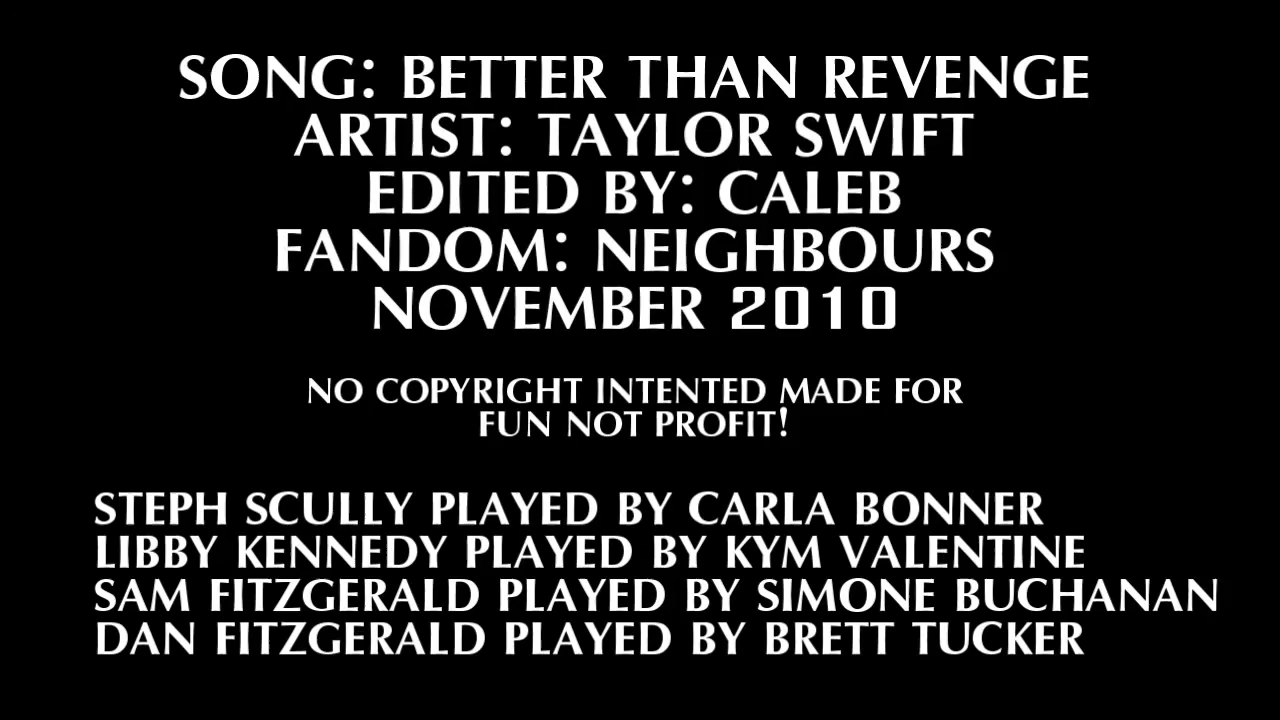 SONG: BETTER THAN REVENGE
ARTIST: TAYLOR SWIFT
EDITED BY: CALEB
FANDOM: NEIGHBOURS
NOVEMBER 2010
NO COPYRIGHT INTENTED MADE FOR
FUN NOT PROFIT!
STEPH SCULLY PLAYED BY CARLA BONNER
LIBBY KENNEDY PLAYED BY KYM VALENTINE
SAM FITZGERALD PLAYED BY SIMONE BUCHANAN
DAN FITZGERALD PLAYED BY BRETT TUCKER